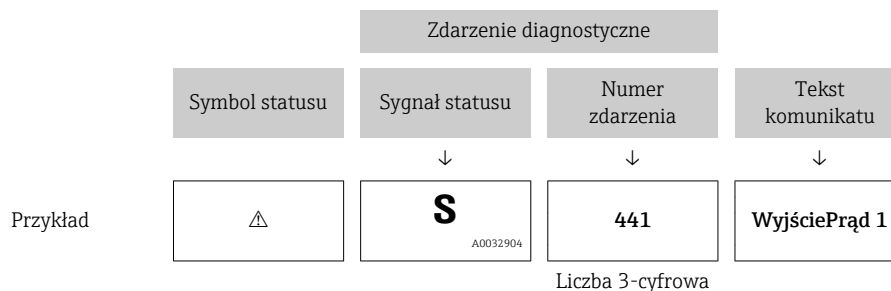 Zdarzenie diagnostyczne
Symbol statusu
Sygnał statusu
Numer
zdarzenia
Tekst
komunikatu
↓ ↓ ↓
Przykład
⚠
S
A0032904
441
WyjściePrąd 1
Liczba 3-cyfrowa